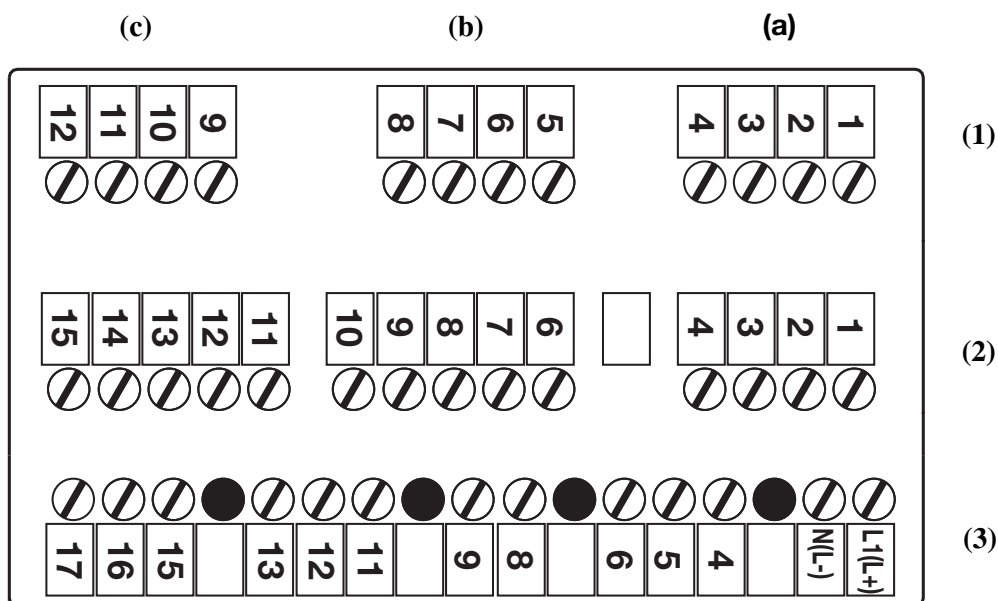 (c) (b) (a)
12 11 10 9 8 7 6 5 4 3 2 1 (1)
15 14 13 12 11 10 9 8 7 6 4 3 2 1 (2)
17 16 15 13 12 11 9 8 6 5 4 N(L-) L1(L+) (3)